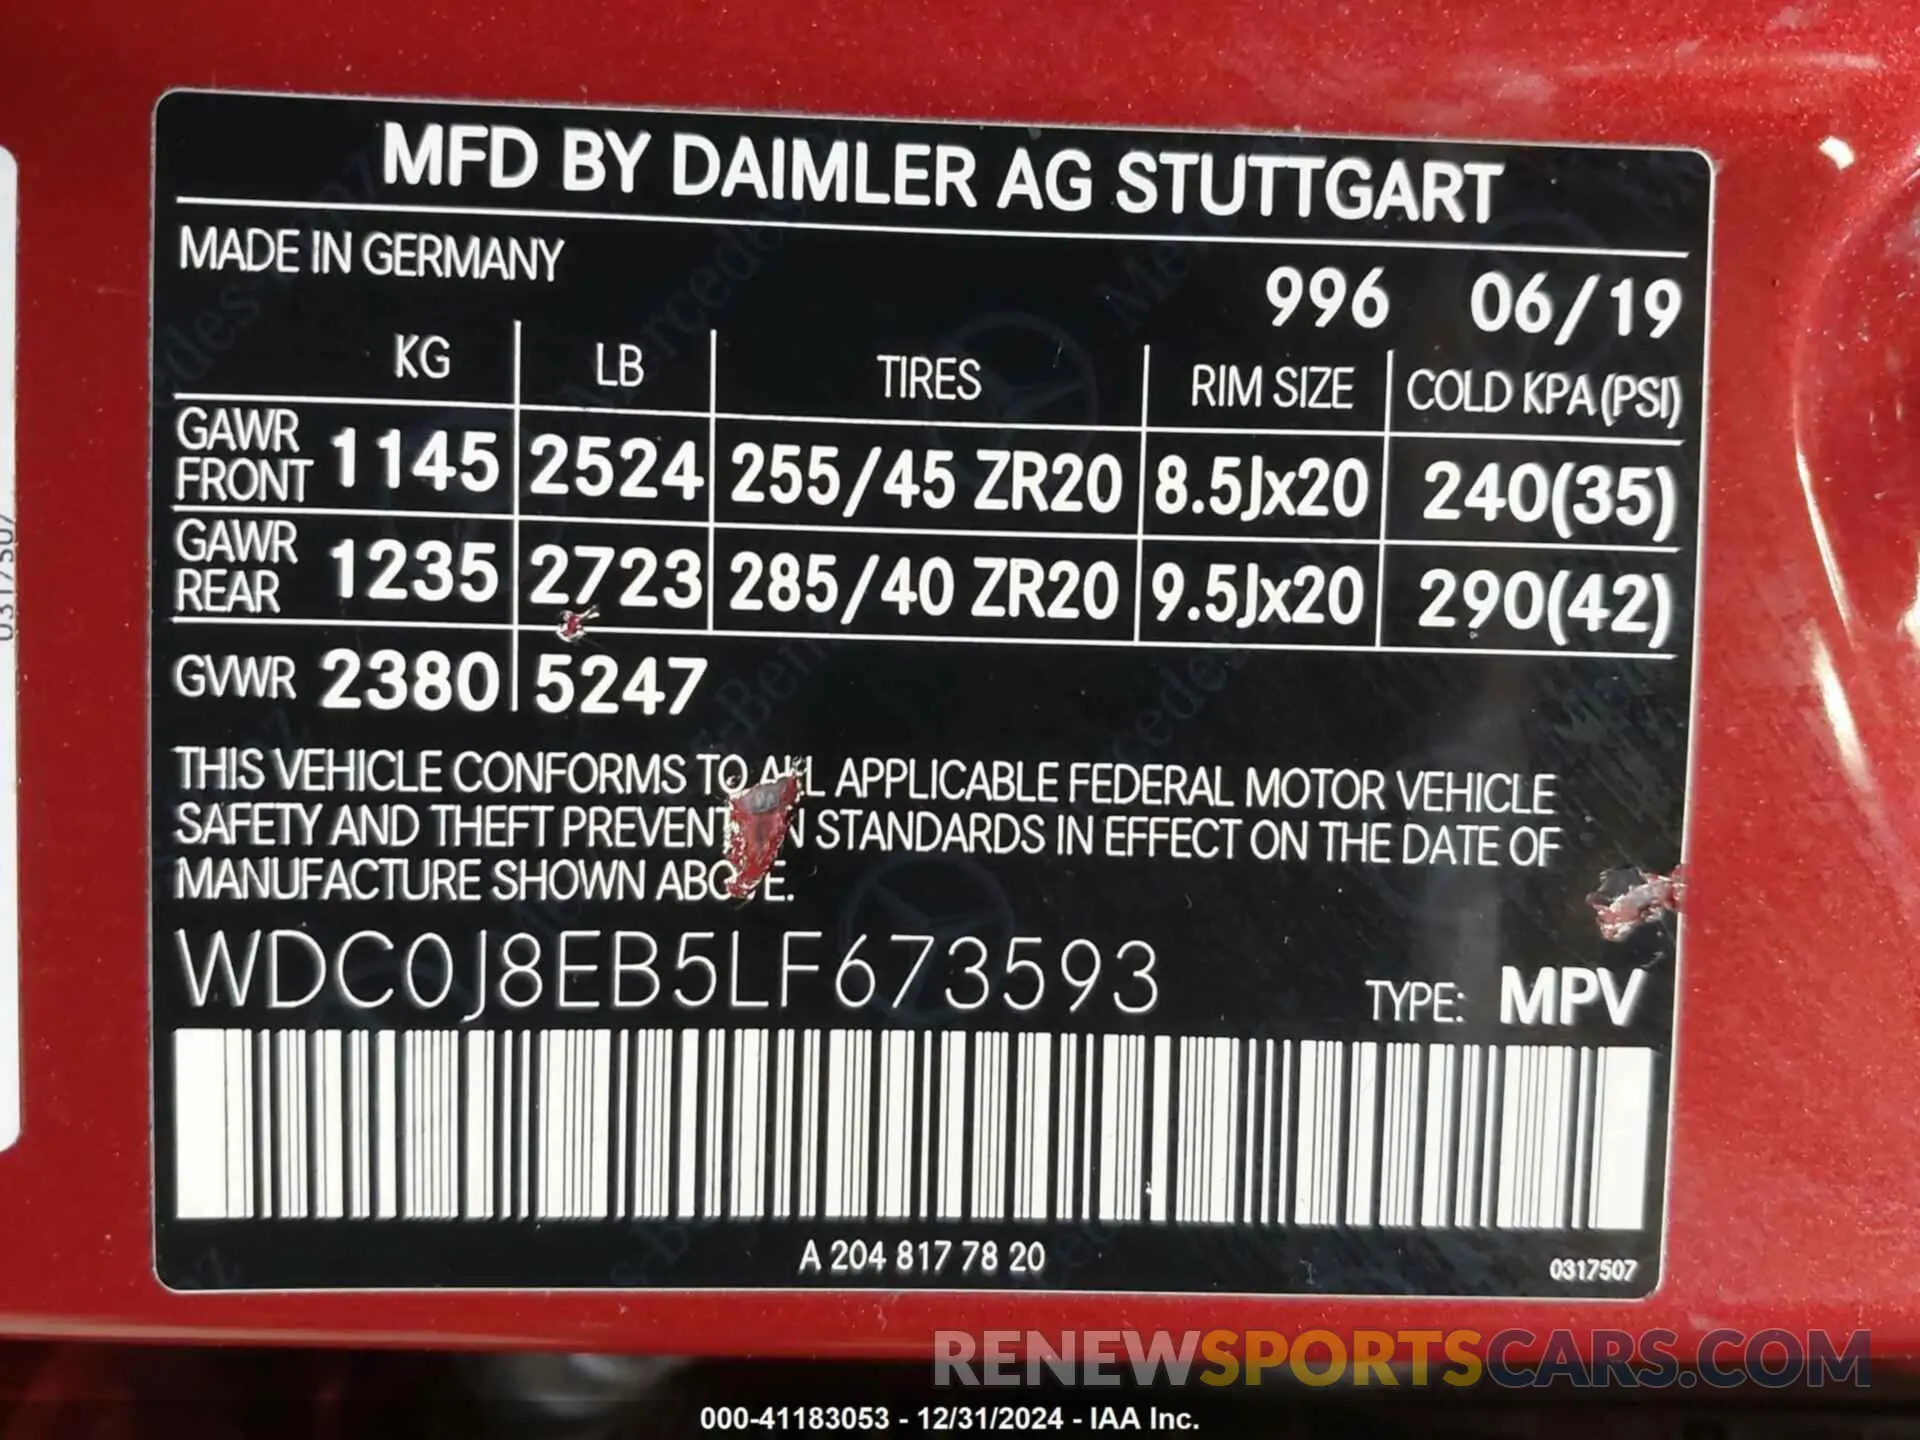 MFD BY DAIMLER AG STUTTGART
MADE IN GERMANY
996 06/19
KG LB TIRES RIM SIZE COLD KPA (PSI)
GAWR FRONT 1145 2524 255/45 ZR20 8.5Jx20 240(35)
GAWR REAR 1235 2723 285/40 ZR20 9.5Jx20 290(42)
GVWR 2380 5247
THIS VEHICLE CONFORMS TO APPLICABLE FEDERAL MOTOR VEHICLE
SAFETY AND THEFT STANDARDS IN EFFECT ON THE DATE OF
MANUFACTURE SHOWN
WDC0J8EB5LF673593
TYPE: MPV
A 204 817 78 20
0317507
0317507
RENEWSPORTSCARS.COM
000-41183053 - 12/31/2024 - IAA Inc.